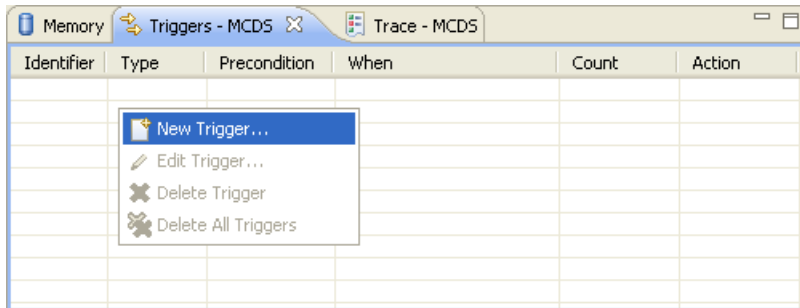 Memory Triggers - MCDS Trace - MCDS
Identifier Type Precondition When Count Action
New Trigger...
Edit Trigger...
Delete Trigger
Delete All Triggers